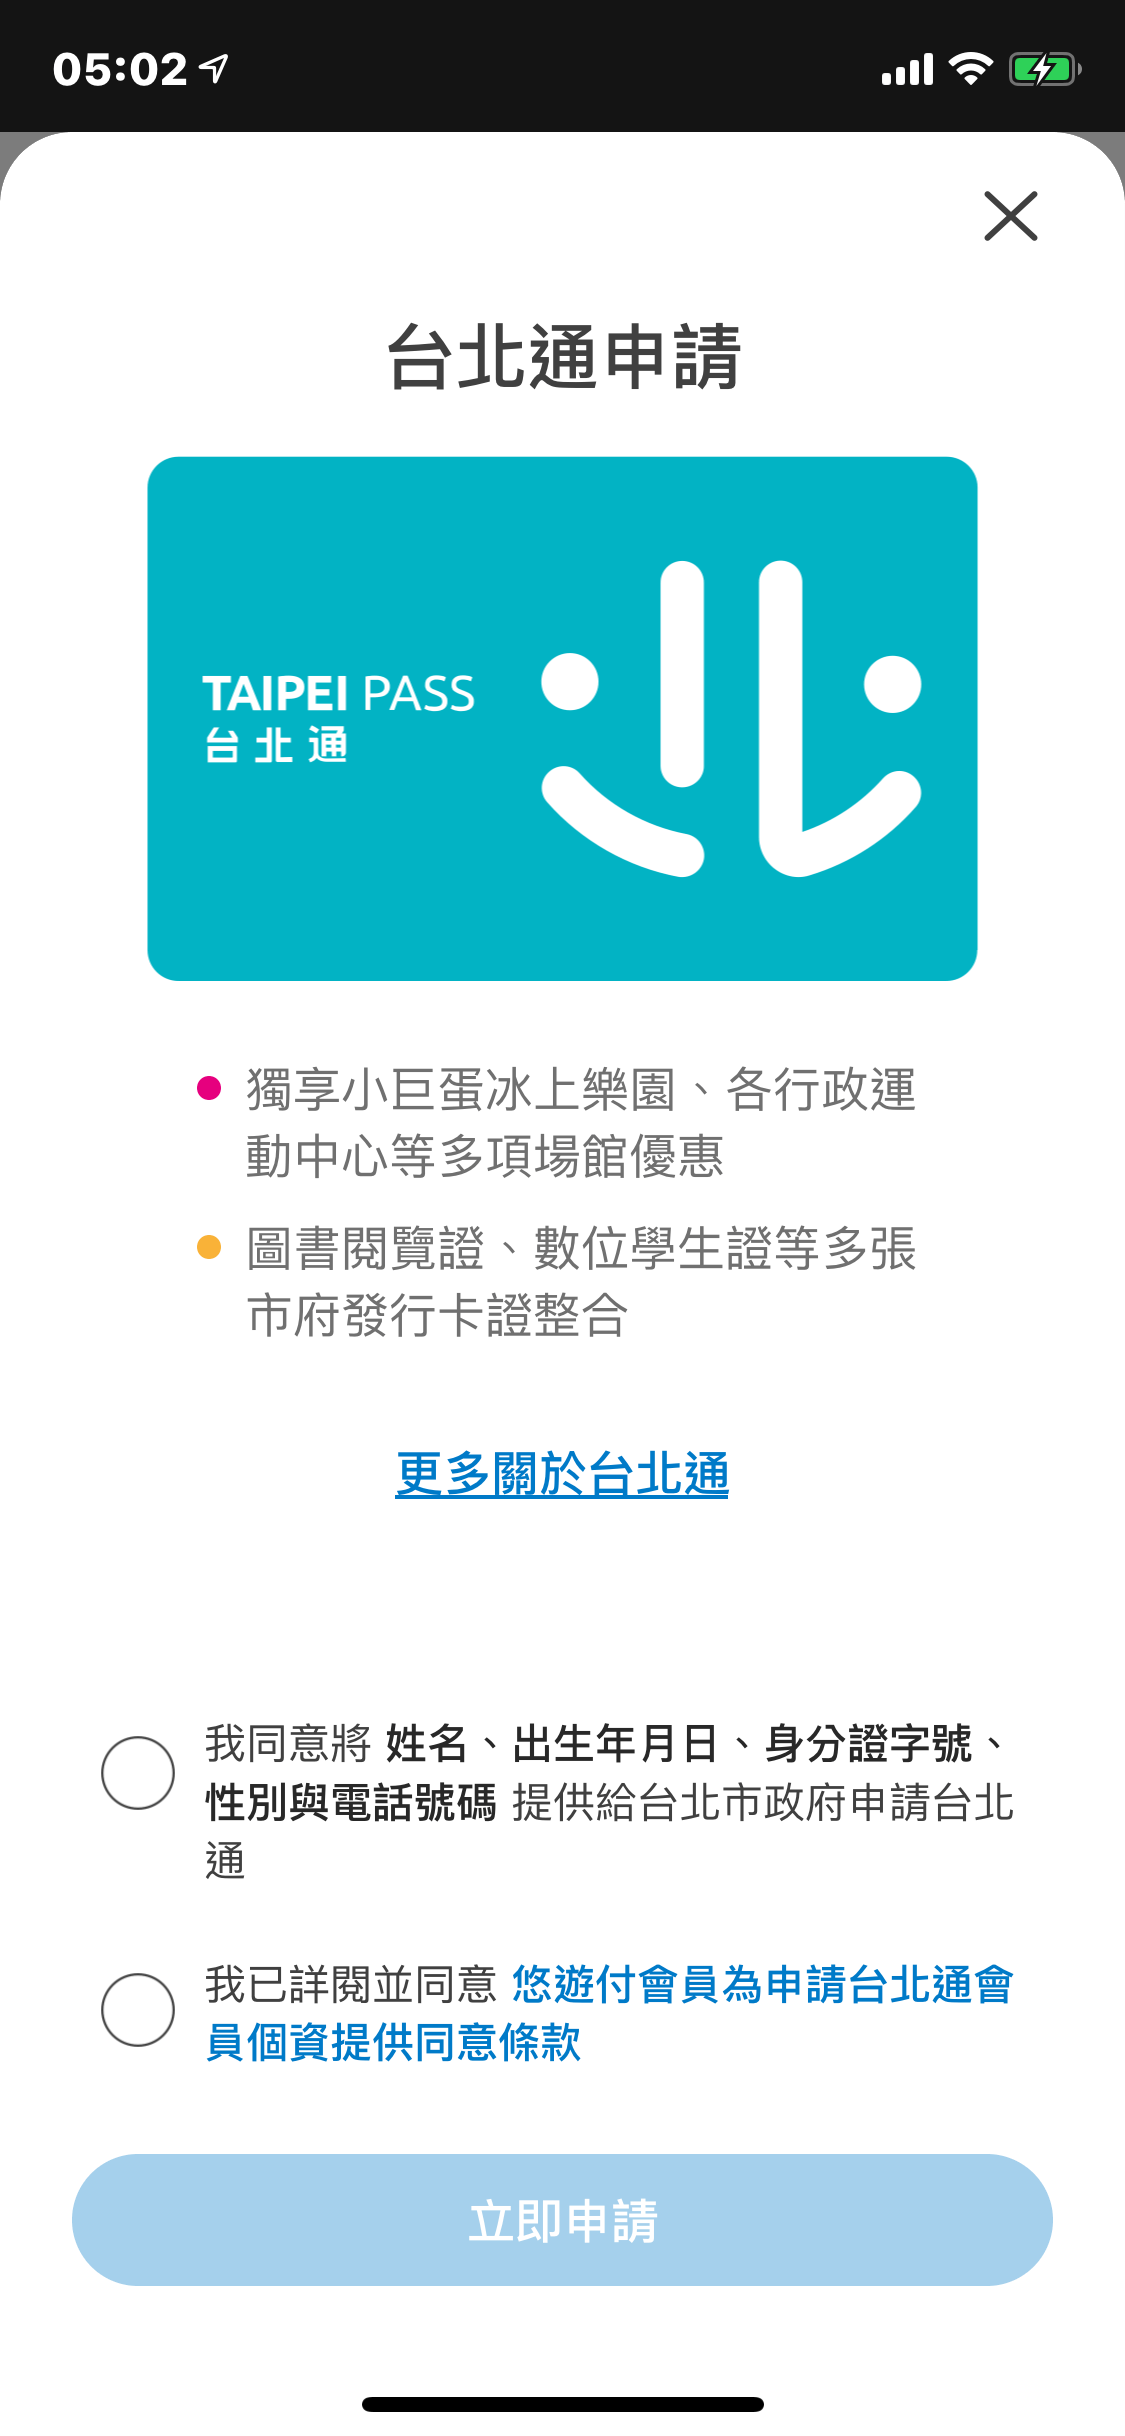 05:02
台北通申請
TAIPEI PASS
台北通
獨享小巨蛋冰上樂園、各行政運
動中心等多項場館優惠
圖書閱覽證、數位學生證等多張
市府發行卡證整合
更多關於台北通
我同意將 姓名、出生年月日、身分證字號、
性別與電話號碼 提供給台北市政府申請台北
通
我已詳閱並同意 悠遊付會員為申請台北通會
員個資提供同意條款
立即申請